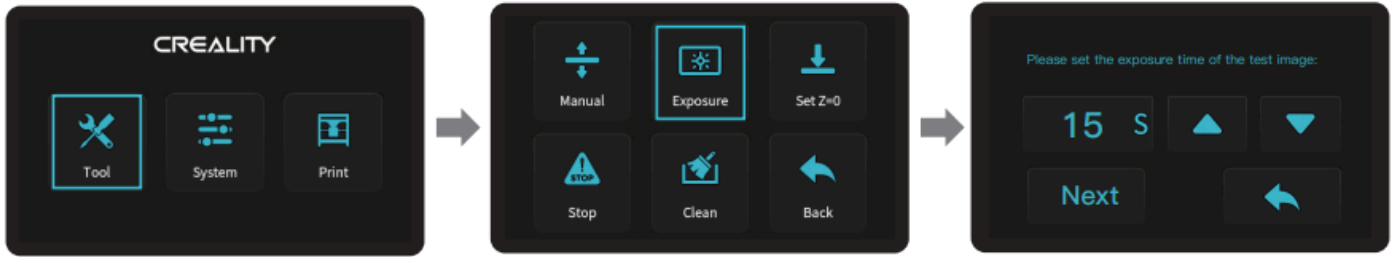 CREALITY
Tool System Print
Manual Exposure Set Z=0
STOP
Stop Clean Back
Please set the exposure time of the test image:
15 S
Next